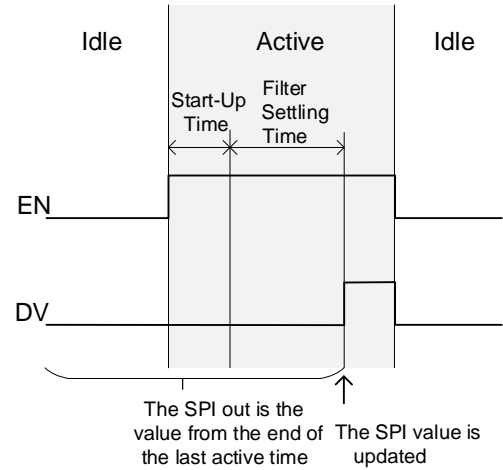 Idle
Active
Idle
Start-Up
Time
Filter
Settling
Time
EN
DV
The SPI out is the
value from the end of
the last active time
The SPI value is
updated